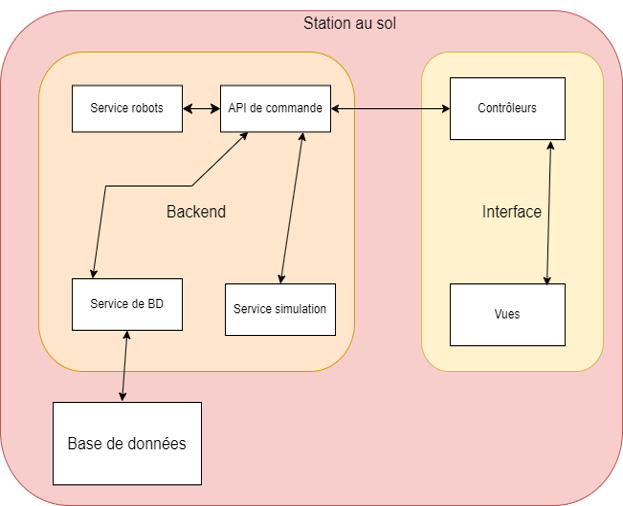 Station au sol
Service robots
API de commande
Contrôleurs
Backend
Interface
Service de BD
Service simulation
Vues
Base de données